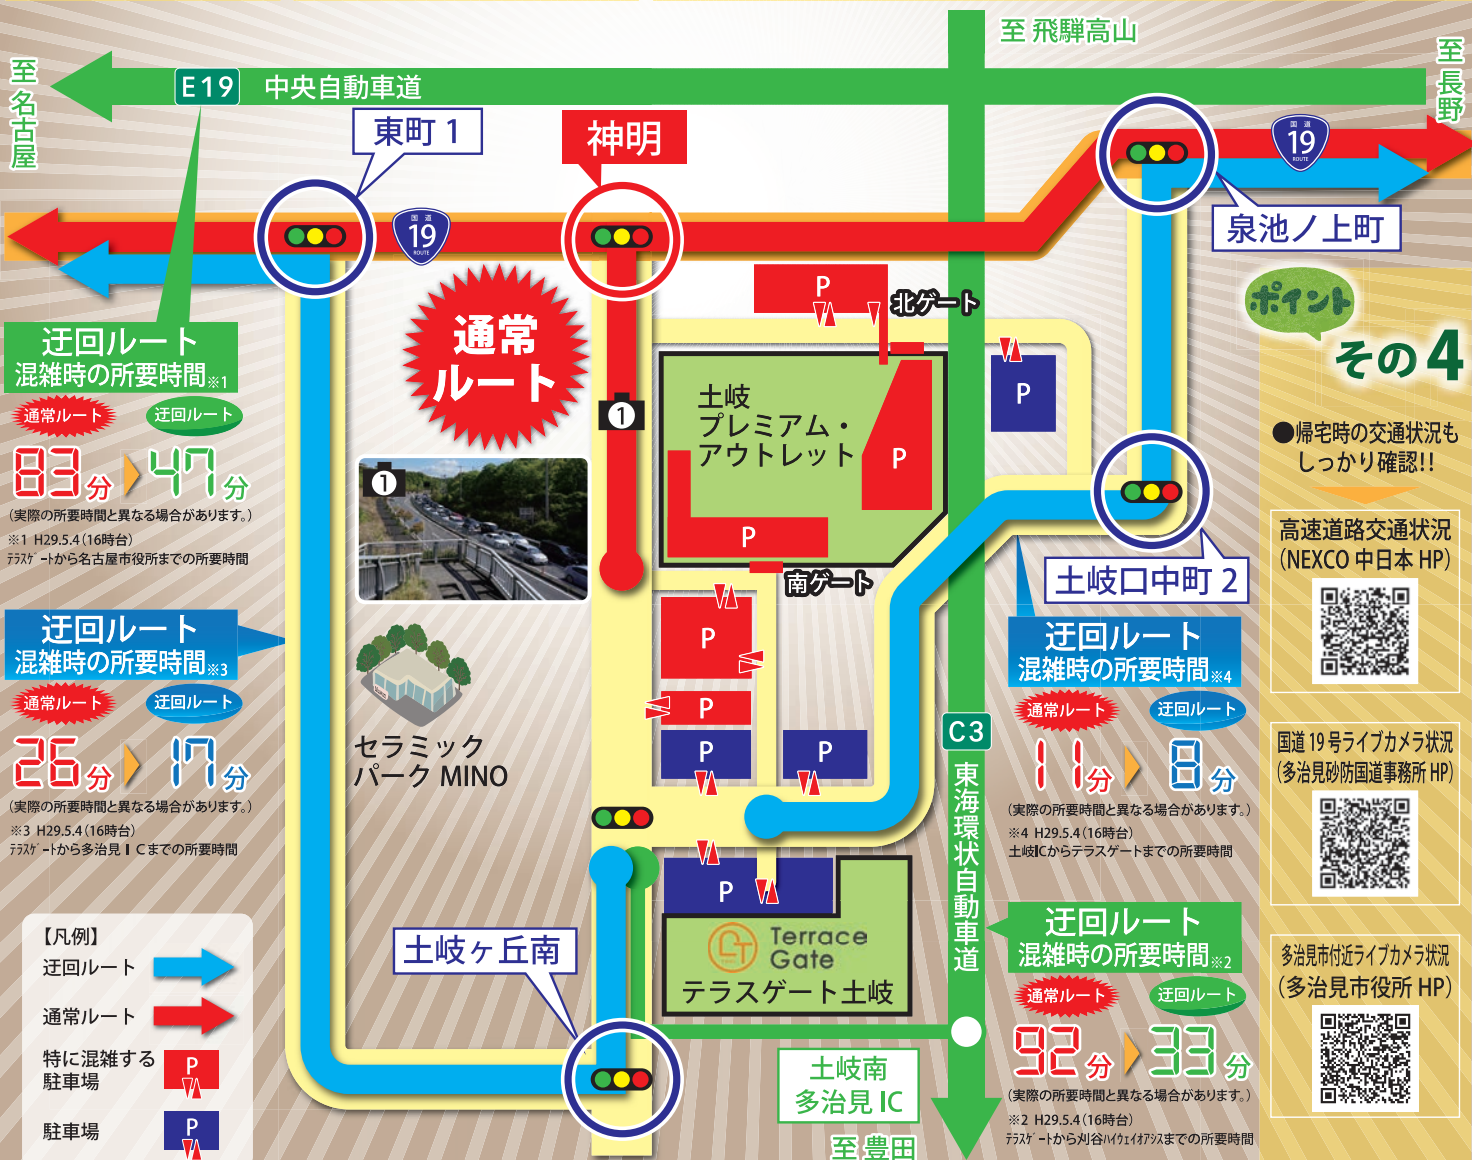 至 飛騨高山
至名古屋
至長野
E19 中央自動車道
東町 1
神明
国道
19
ROUTE
国道
19
ROUTE
泉池ノ上町
迂回ルート
混雑時の所要時間※1
通常ルート
迂回ルート
83分 47分
(実際の所要時間と異なる場合があります。)
※1 H29.5.4(16時台)
テラスゲートから名古屋市役所までの所要時間
通常
ルート
1
1
P
北ゲート
土岐
プレミアム・
アウトレット
P
P
P
南ゲート
ポイント
その4
●帰宅時の交通状況も
しっかり確認!!
高速道路交通状況
(NEXCO 中日本 HP)
国道 19 号ライブカメラ状況
(多治見砂防国道事務所 HP)
多治見市付近ライブカメラ状況
(多治見市役所 HP)
土岐口中町 2
迂回ルート
混雑時の所要時間※3
通常ルート
迂回ルート
26分 17分
(実際の所要時間と異なる場合があります。)
※3 H29.5.4(16時台)
テラスゲートから多治見ICまでの所要時間
セラミック
パーク MINO
P
P
P
P
迂回ルート
混雑時の所要時間※4
通常ルート
迂回ルート
11分 8分
(実際の所要時間と異なる場合があります。)
※4 H29.5.4(16時台)
土岐ICからテラスゲートまでの所要時間
C3
東海環状自動車道
P
Terrace
Gate
テラスゲート土岐
土岐ヶ丘南
迂回ルート
混雑時の所要時間※2
通常ルート
迂回ルート
92分 33分
(実際の所要時間と異なる場合があります。)
※2 H29.5.4(16時台)
テラスゲートから刈谷ハイウェイオアシスまでの所要時間
土岐南
多治見 IC
至 豊田
【凡例】
迂回ルート
通常ルート
特に混雑する
駐車場
P
駐車場
P